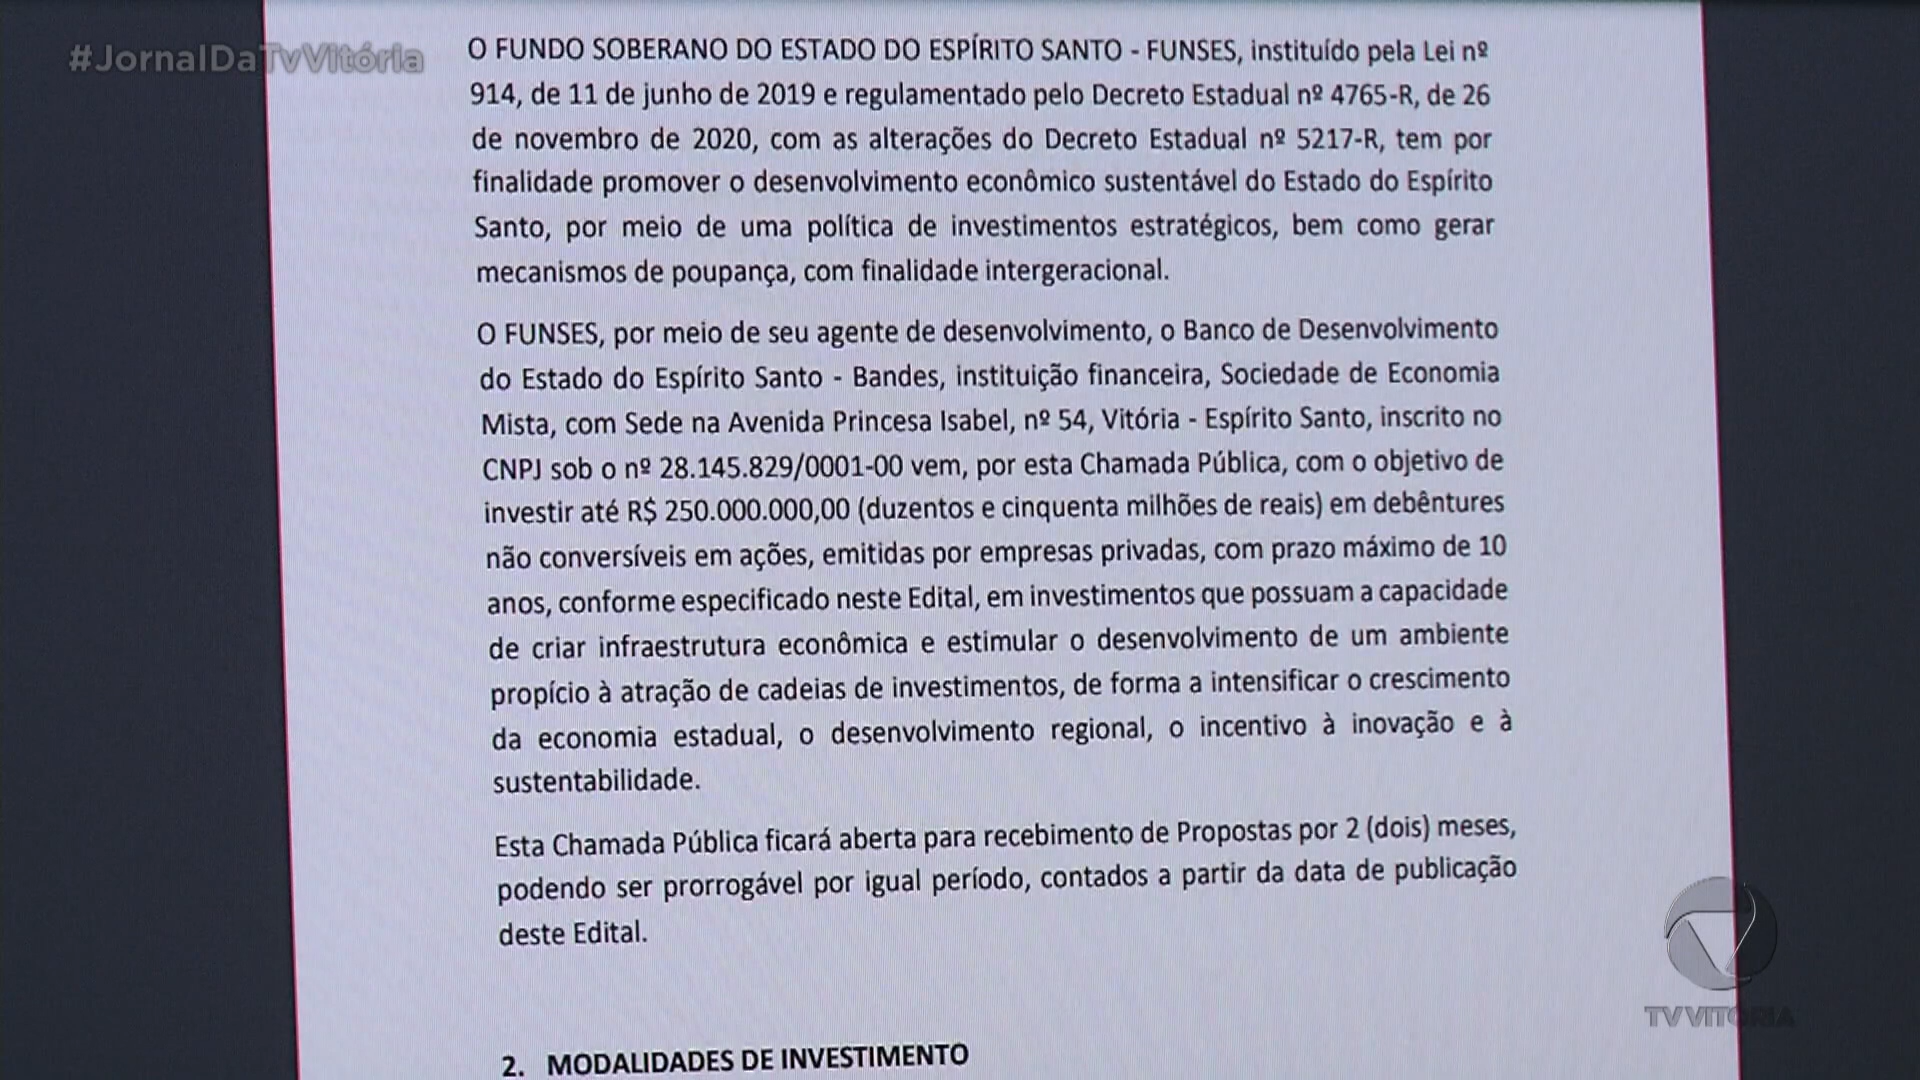 #JornalDaTvVitória
O FUNDO SOBERANO DO ESTADO DO ESPÍRITO SANTO - FUNSES, instituído pela Lei nº
914, de 11 de junho de 2019 e regulamentado pelo Decreto Estadual nº 4765-R, de 26
de novembro de 2020, com as alterações do Decreto Estadual nº 5217-R, tem por
finalidade promover o desenvolvimento econômico sustentável do Estado do Espírito
Santo, por meio de uma política de investimentos estratégicos, bem como gerar
mecanismos de poupança, com finalidade intergeracional.
O FUNSES, por meio de seu agente de desenvolvimento, o Banco de Desenvolvimento
do Estado do Espírito Santo - Bandes, instituição financeira, Sociedade de Economia
Mista, com Sede na Avenida Princesa Isabel, nº 54, Vitória - Espírito Santo, inscrito no
CNPJ sob o nº 28.145.829/0001-00 vem, por esta Chamada Pública, com o objetivo de
investir até R$ 250.000.000,00 (duzentos e cinquenta milhões de reais) em debêntures
não conversíveis em ações, emitidas por empresas privadas, com prazo máximo de 10
anos, conforme especificado neste Edital, em investimentos que possuam a capacidade
de criar infraestrutura econômica e estimular o desenvolvimento de um ambiente
propício à atração de cadeias de investimentos, de forma a intensificar o crescimento
da economia estadual, o desenvolvimento regional, o incentivo à inovação e à
sustentabilidade.
Esta Chamada Pública ficará aberta para recebimento de Propostas por 2 (dois) meses,
podendo ser prorrogável por igual período, contados a partir da data de publicação
deste Edital.
TV VITÓRIA
2. MODALIDADES DE INVESTIMENTO